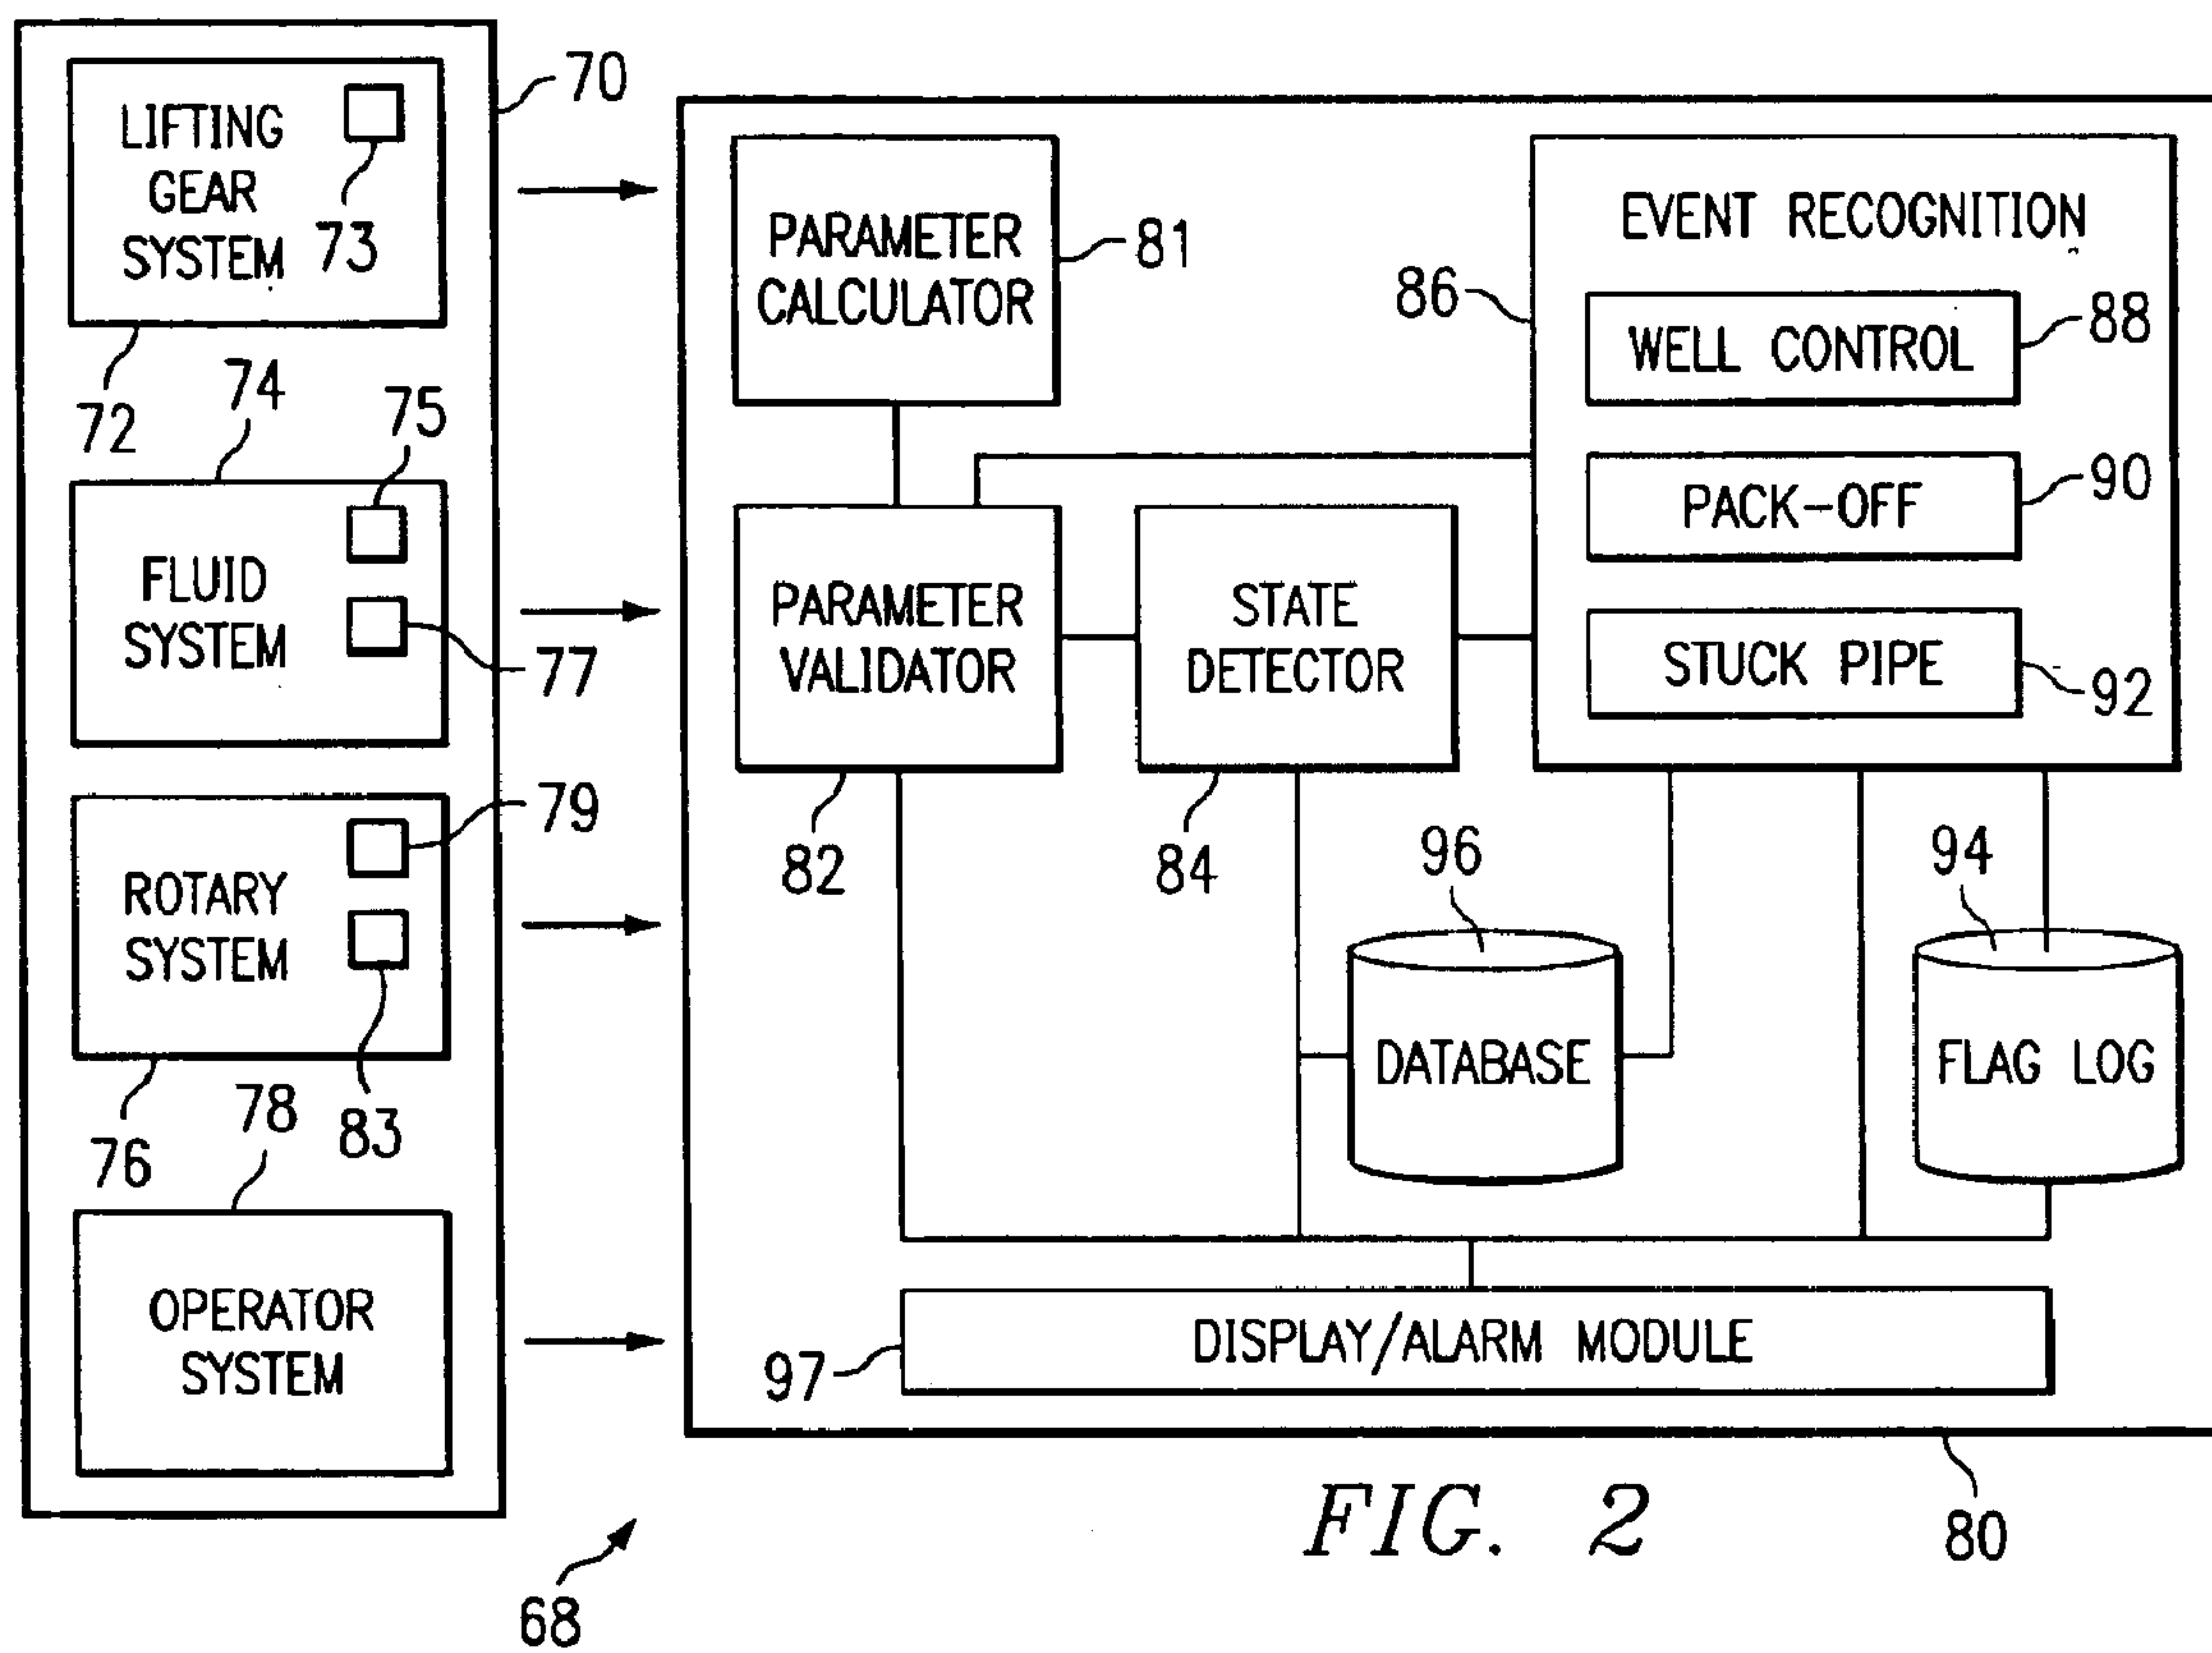 70
LIFTING
GEAR
SYSTEM
73
72
74
75
FLUID
SYSTEM
77
79
ROTARY
SYSTEM
83
76
78
OPERATOR
SYSTEM
68
PARAMETER
CALCULATOR
81
86
EVENT RECOGNITION
WELL CONTROL
88
PACK-OFF
90
STUCK PIPE
92
PARAMETER
VALIDATOR
82
STATE
DETECTOR
84
96
DATABASE
94
FLAG LOG
DISPLAY/ALARM MODULE
97
80
FIG. 2